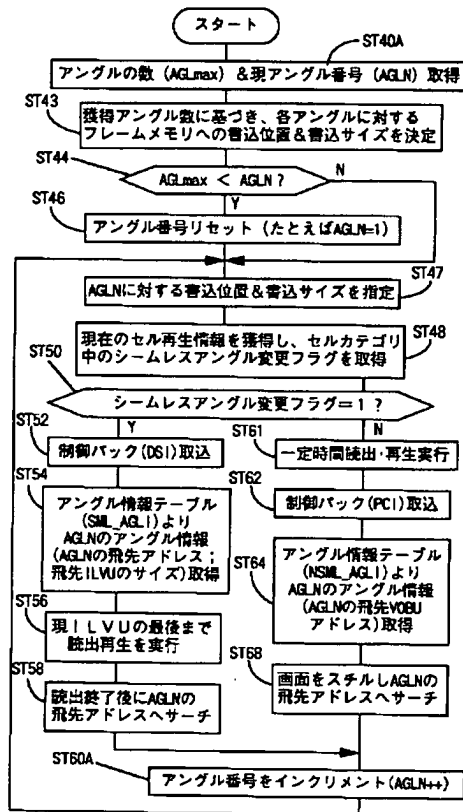 スタート
ST40A
アングルの数(AGLmax)&現アングル番号(AGLN)取得
ST43
獲得アングル数に基づき、各アングルに対する
フレームメモリへの書込位置&書込サイズを決定
ST44
AGLmax < AGLN ?
N
Y
ST46
アングル番号リセット(たとえばAGLN=1)
ST47
AGLNに対する書込位置&書込サイズを指定
ST48
現在のセル再生情報を獲得し、セルカテゴリ
中のシームレスアングル変更フラグを取得
ST50
シームレスアングル変更フラグ=1 ?
Y
N
ST52
制御パック(DSI)取込
ST54
アングル情報テーブル
(SML_AGLI)より
AGLNのアングル情報
(AGLNの飛先アドレス;
飛先ILVUのサイズ)取得
ST56
現ILVUの最後まで
読出再生を実行
ST58
読出終了後にAGLNの
飛先アドレスへサーチ
ST61
一定時間読出・再生実行
ST62
制御パック(PCI)取込
ST64
アングル情報テーブル
(NSML_AGLI)より
AGLNのアングル情報
(AGLNの飛先VOBU
アドレス)取得
ST68
画面をスチルしAGLNの
飛先アドレスへサーチ
ST60A
アングル番号をインクリメント(AGLN++)